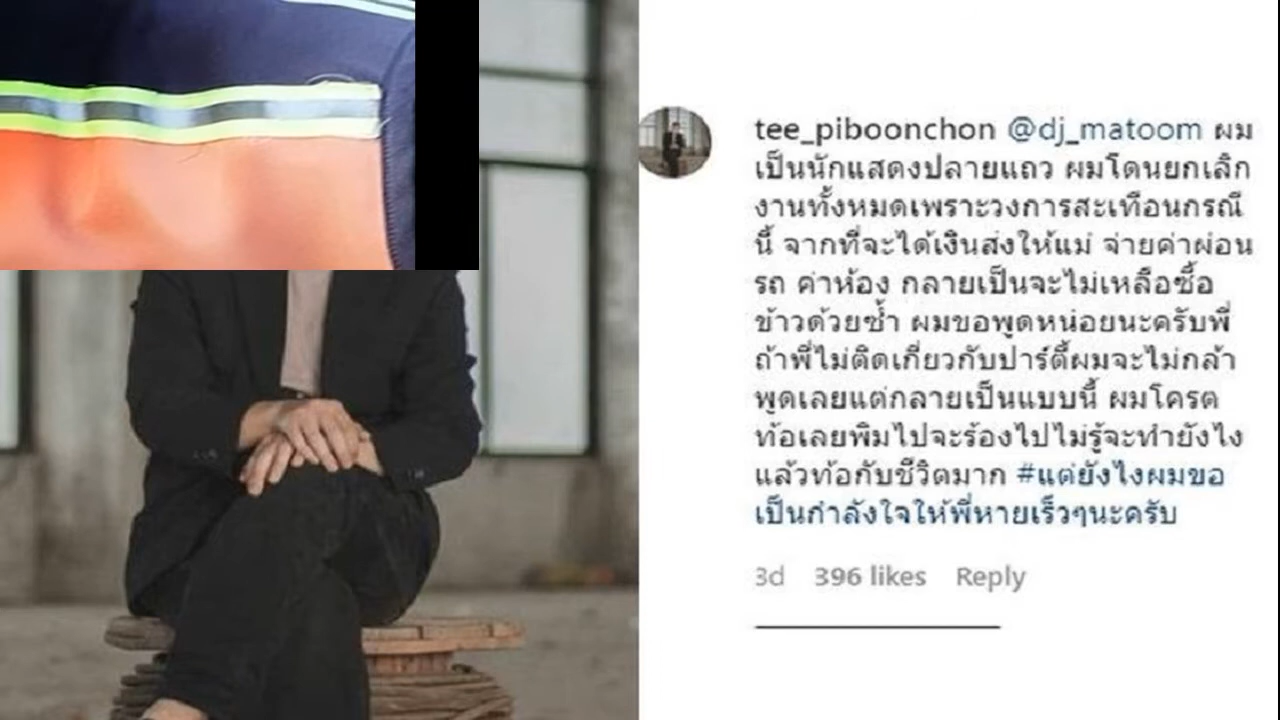 tee_piboonchon @dj_matoom ผม
เป็นนักแสดงปลายแถว ผมโดนยกเลิก
งานทั้งหมดเพราะวงการสะเทือนกรณี
นี้ จากที่จะได้เงินส่งให้แม่ จ่ายค่าผ่อน
รถ ค่าห้อง กลายเป็นจะไม่เหลือซื้อ
ข้าวด้วยซ้ำ ผมขอพูดหน่อยนะครับพี่
ถ้าพี่ไม่ติดเกี่ยวกับปาร์ตี้ผมจะไม่กล้า
พูดเลยแต่กลายเป็นแบบนี้ ผมโครต
ท้อเลยพิมไปจะร้องไปไม่รู้จะทำยังไง
แล้วท้อกับชีวิตมาก #แต่ยังไงผมขอ
เป็นกำลังใจให้พี่หายเร็วๆนะครับ
3d 396 likes Reply